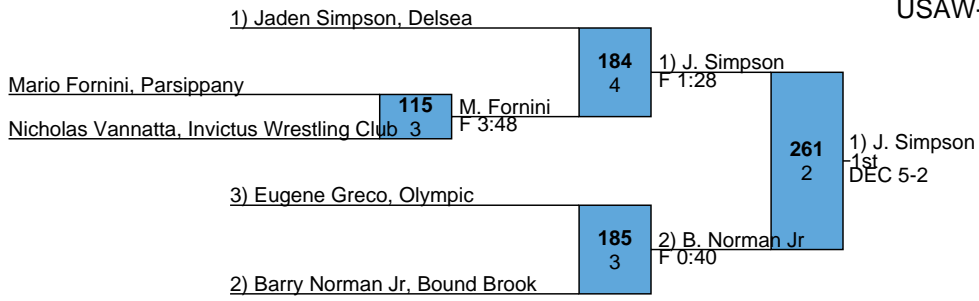 USAW-
1) Jaden Simpson, Delsea
184
4
1) J. Simpson
F 1:28
Mario Fornini, Parsippany
115
3
M. Fornini
F 3:48
Nicholas Vannatta, Invictus Wrestling Club
261
2
1) J. Simpson
1st
DEC 5-2
3) Eugene Greco, Olympic
185
3
2) B. Norman Jr
F 0:40
2) Barry Norman Jr, Bound Brook